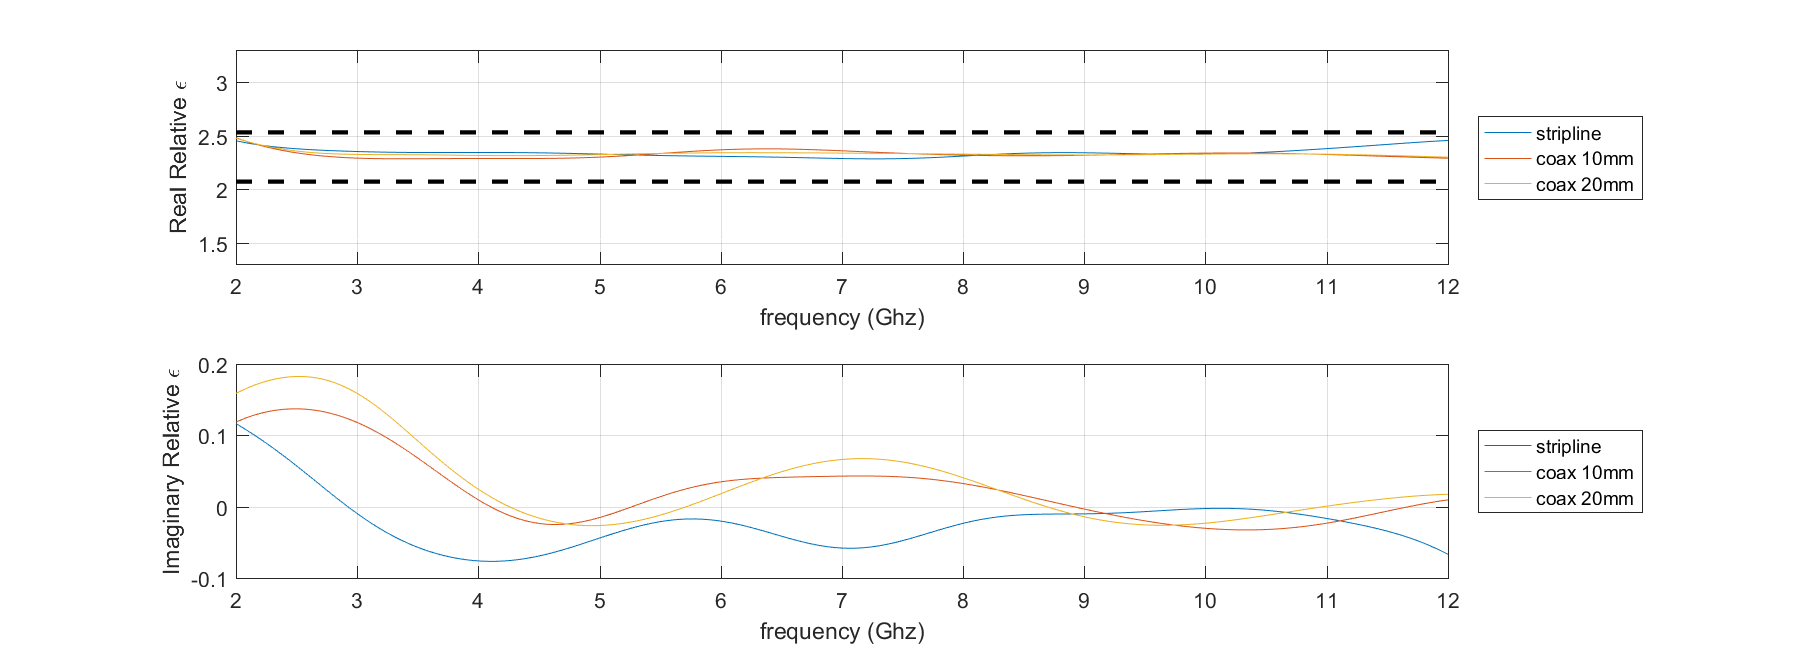 Real Relative ϵ
3
2.5
2
1.5
2 3 4 5 6 7 8 9 10 11 12
frequency (Ghz)
stripline
coax 10mm
coax 20mm
Imaginary Relative ϵ
0.2
0.1
0
-0.1
2 3 4 5 6 7 8 9 10 11 12
frequency (Ghz)
stripline
coax 10mm
coax 20mm